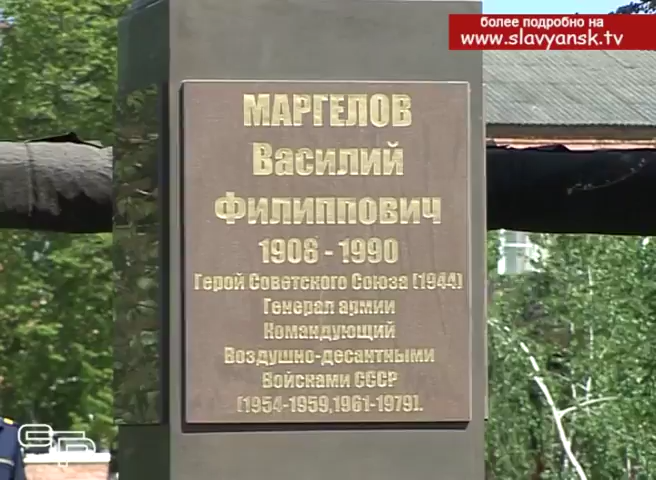 более подробно на
www.slavyansk.tv
МАРГЕЛОВ
Василий
Филиппович
1908 - 1990
Герой Советского Союза (1944)
Генерал армии
Командующий
Воздушно-десантными
Войсками СССР
(1954-1959,1961-1979).